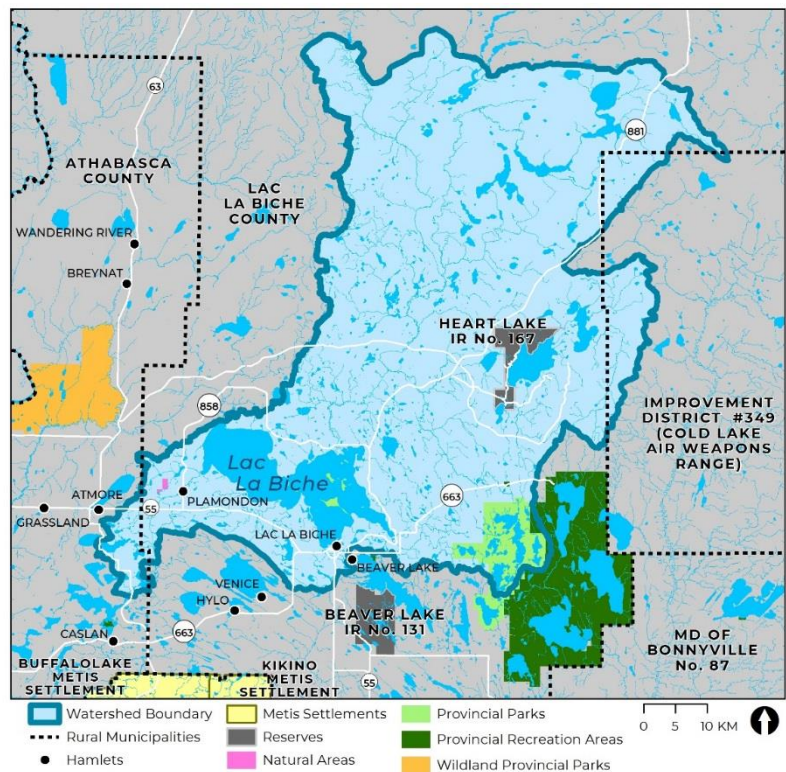 63
881
ATHABASCA
COUNTY
LAC
LA BICHE
COUNTY
WANDERING RIVER
BREYNAT
HEART LAKE
IR No. 167
858
IMPROVEMENT
DISTRICT #349
(COLD LAKE
AIR WEAPONS
RANGE)
Lac
La Biche
663
ATMORE
55
PLAMONDON
GRASSLAND
LAC LA BICHE
BEAVER LAKE
VENICE
HYLO
BEAVER LAKE
IR No. 131
663
CASLAN
MD OF
BONNYVILLE
No. 87
BUFFALOLAKE
METIS
SETTLEMENT
KIKINO
METIS
SETTLEMENT
55
Watershed Boundary
Metis Settlements
Provincial Parks
0 5 10 KM
Rural Municipalities
Reserves
Provincial Recreation Areas
Hamlets
Natural Areas
Wildland Provincial Parks